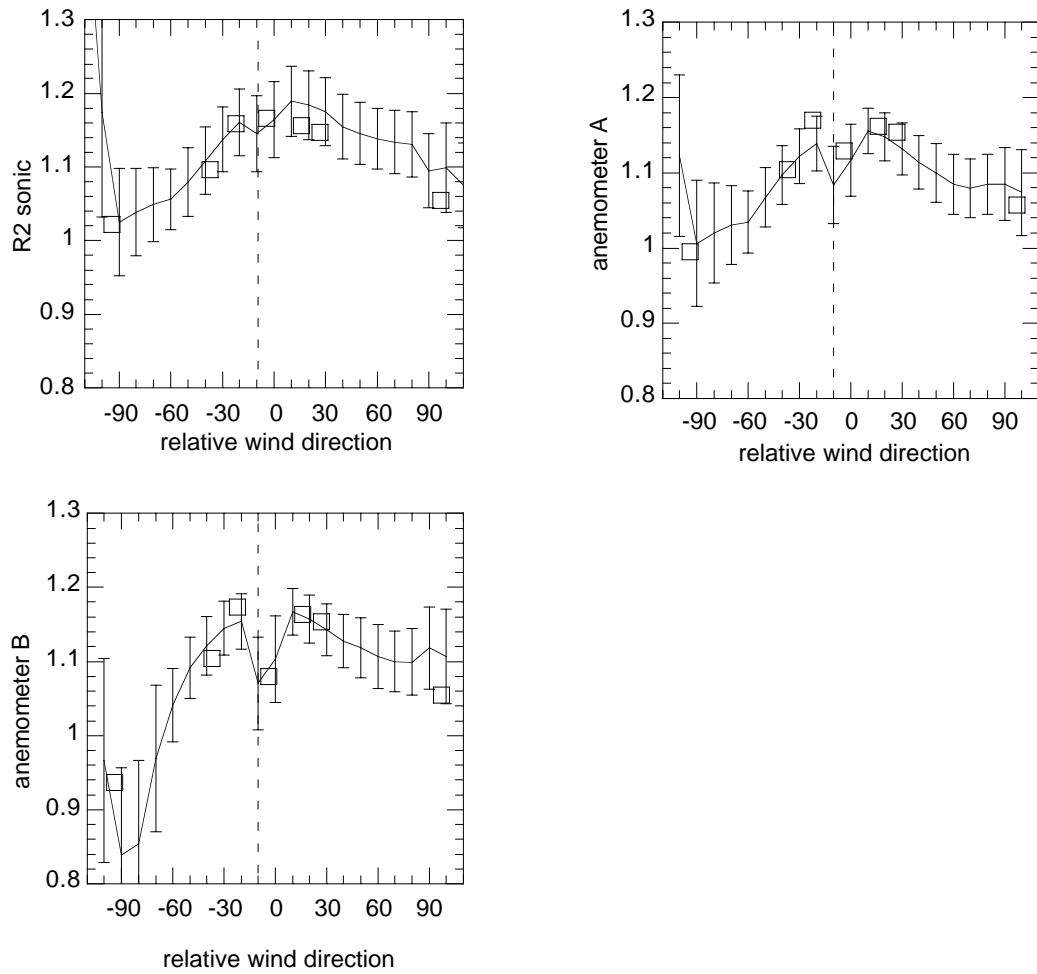 R2 sonic
1.3
1.2
1.1
1
0.9
0.8
-90 -60 -30 0 30 60 90
relative wind direction
anemometer A
1.3
1.2
1.1
1
0.9
0.8
-90 -60 -30 0 30 60 90
relative wind direction
anemometer B
1.3
1.2
1.1
1
0.9
0.8
-90 -60 -30 0 30 60 90
relative wind direction